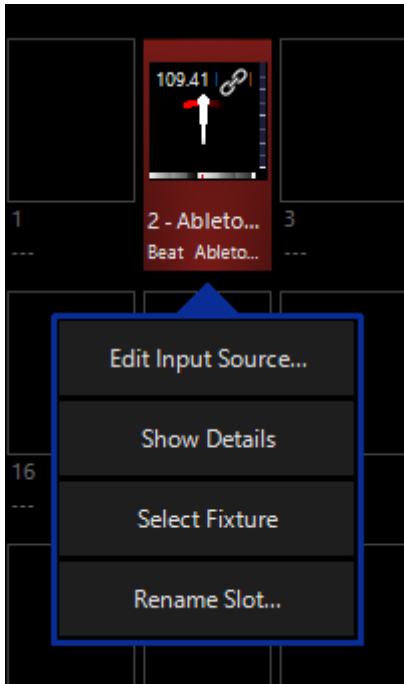 109.41
1
2 - Ableto...
3
---
Beat Ableto...
---
Edit Input Source...
Show Details
16
---
Select Fixture
Rename Slot...